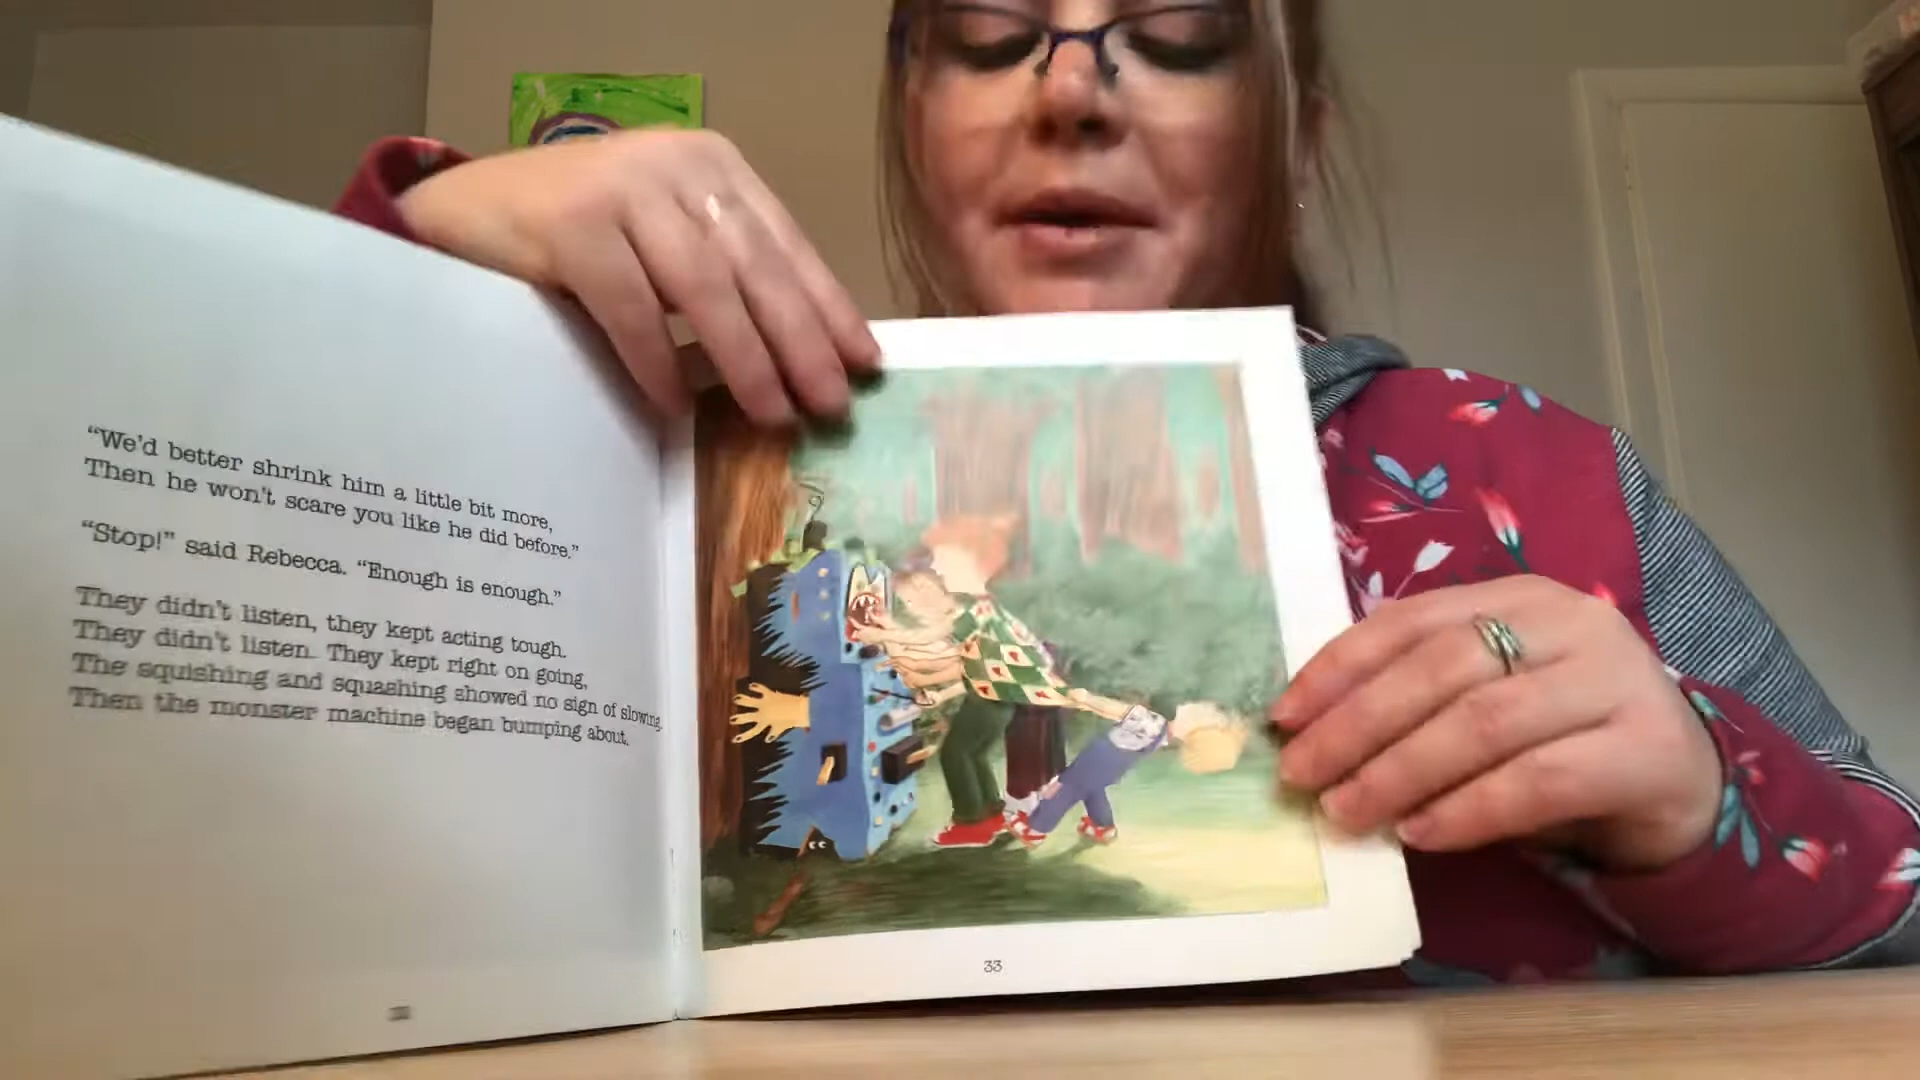 “We’d better shrink him a little bit more,
Then he won’t scare you like he did before.”
“Stop!” said Rebecca. “Enough is enough.”
They didn’t listen, they kept acting tough.
They didn’t listen. They kept right on going,
The squishing and squashing showed no sign of slowing.
Then the monster machine began bumping about.
33